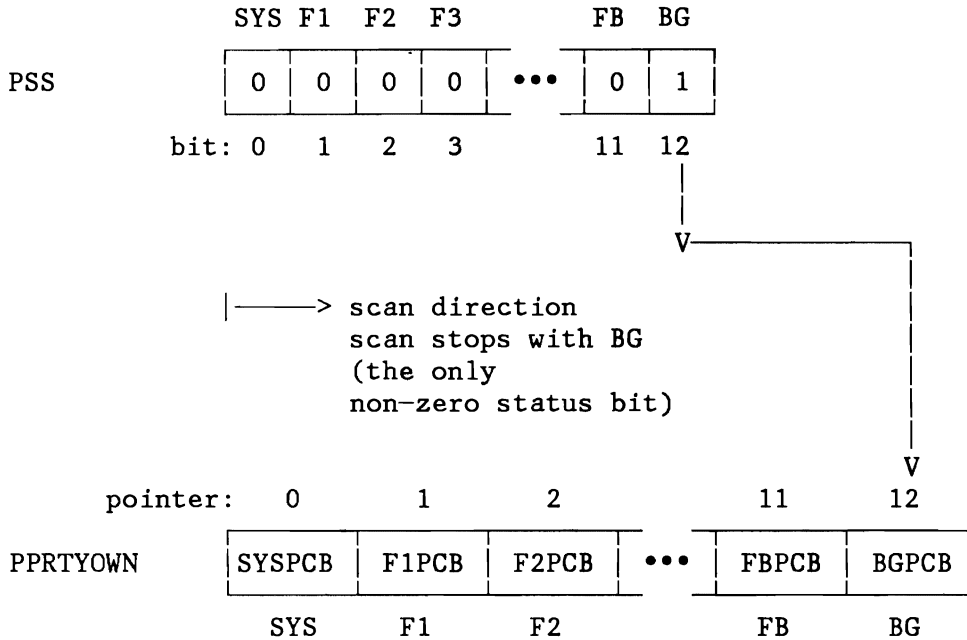 SYS F1 F2 F3 FB BG
PSS 0 0 0 0 ••• 0 1
bit: 0 1 2 3 11 12
V
|———> scan direction
scan stops with BG
(the only
non-zero status bit)
V
pointer: 0 1 2 11 12
PPRTYOWN SYSPCB F1PCB F2PCB ••• FBPCB BGPCB
SYS F1 F2 FB BG